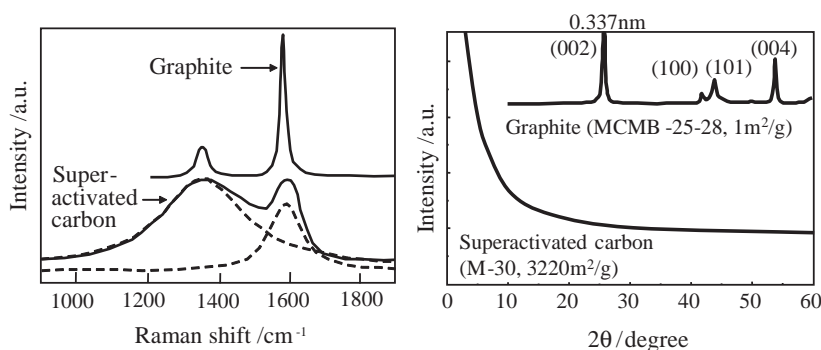 Intensity /a.u.
Graphite
Super-
activated
carbon
1000 1200 1400 1600 1800
Raman shift /cm-1
Intensity /a.u.
0.337nm
(002)
(100)
(101)
(004)
Graphite (MCMB -25-28, 1m2/g)
Superactivated carbon
(M-30, 3220m2/g)
0 10 20 30 40 50 60
2θ /degree